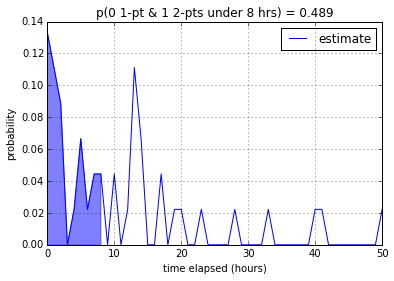 p(0 1-pt & 1 2-pts under 8 hrs) = 0.489
estimate
probability
0.14
0.12
0.10
0.08
0.06
0.04
0.02
0.00
0 10 20 30 40 50
time elapsed (hours)